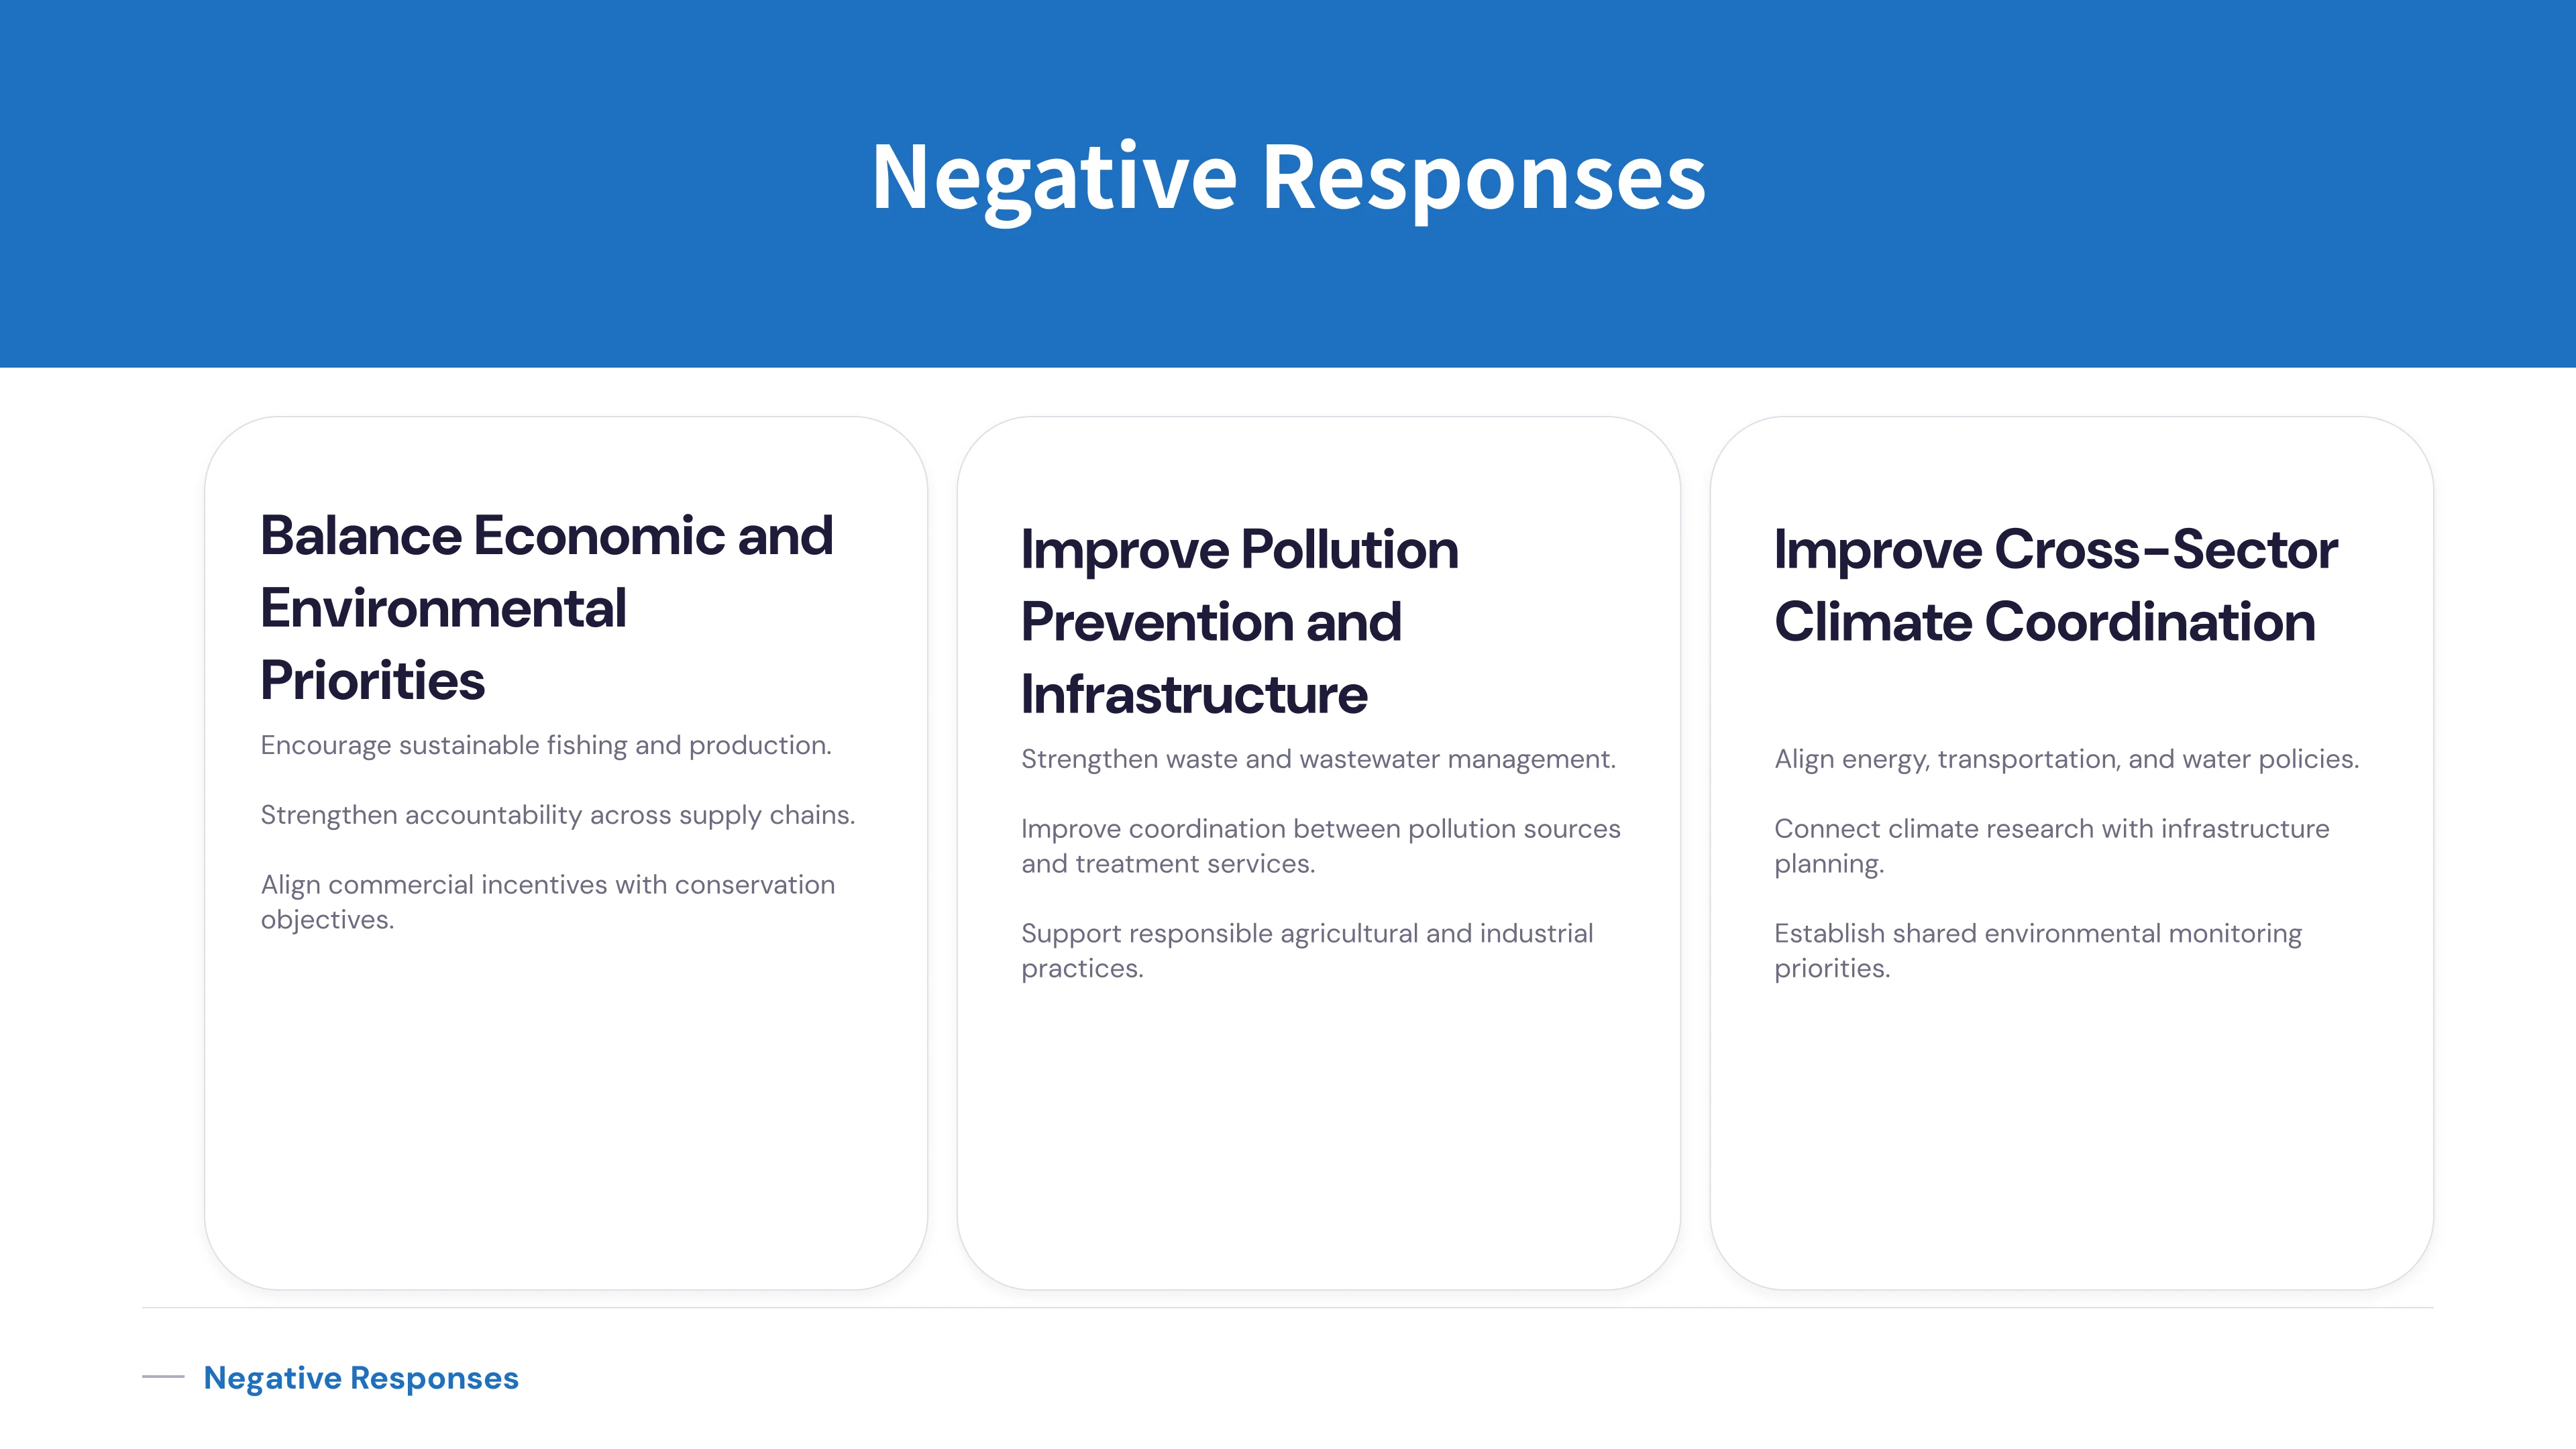 Negative Responses
Balance Economic and
Environmental
Priorities
Encourage sustainable fishing and production.
Strengthen accountability across supply chains.
Align commercial incentives with conservation
objectives.
Improve Pollution
Prevention and
Infrastructure
Strengthen waste and wastewater management.
Improve coordination between pollution sources
and treatment services.
Support responsible agricultural and industrial
practices.
Improve Cross-Sector
Climate Coordination
Align energy, transportation, and water policies.
Connect climate research with infrastructure
planning.
Establish shared environmental monitoring
priorities.
Negative Responses